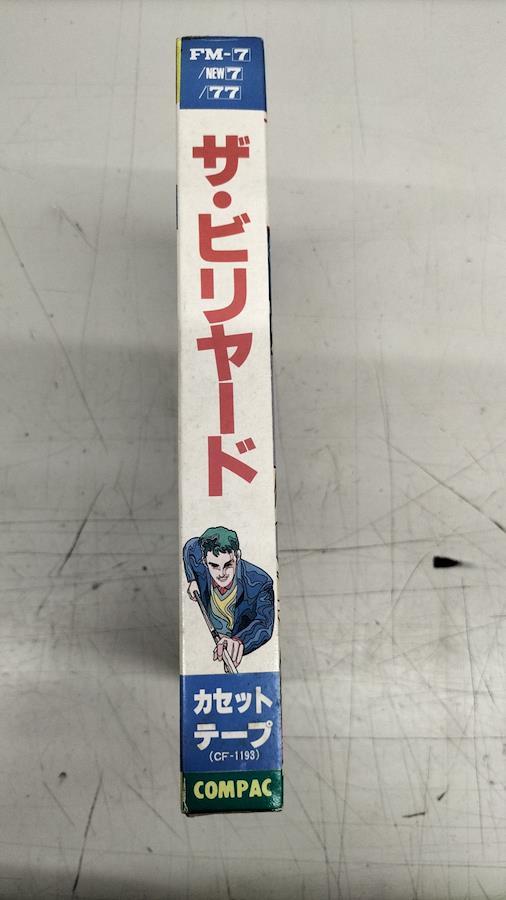 FM-7
/NEW7
/77
ザ・ビリヤード
カセット
テープ
(CF-1193)
COMPAC